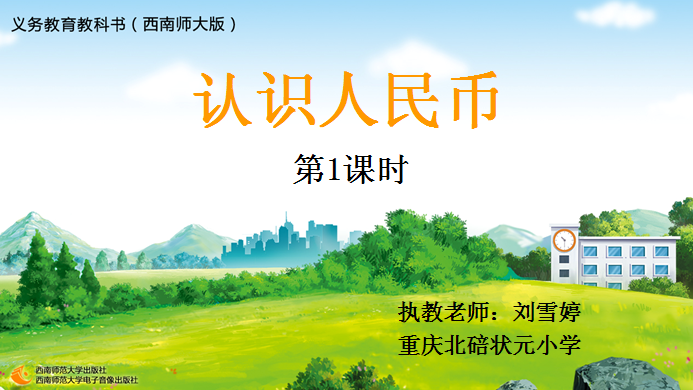 义务教育教科书（西南师大版）
认识人民币
第1课时
执教老师：刘雪婷
重庆北碚状元小学
西南师范大学出版社
西南师范大学电子音像出版社